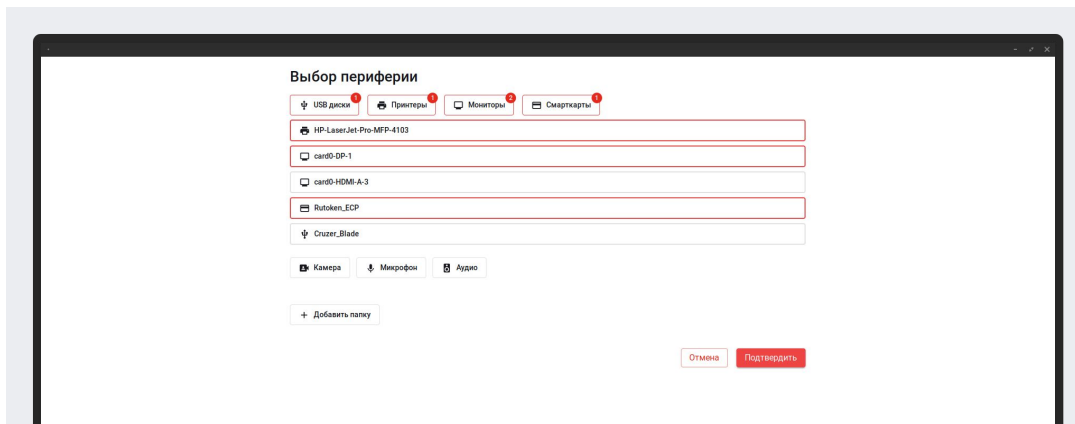 Выбор периферии
USB диски 1 Принтеры 1 Мониторы 2 Смарткарты 1
HP-LaserJet-Pro-MFP-4103
card0-DP-1
card0-HDMI-A-3
Rutoken_ECP
Cruzer_Blade
Камера Микрофон Аудио
+ Добавить папку
Отмена Подтвердить